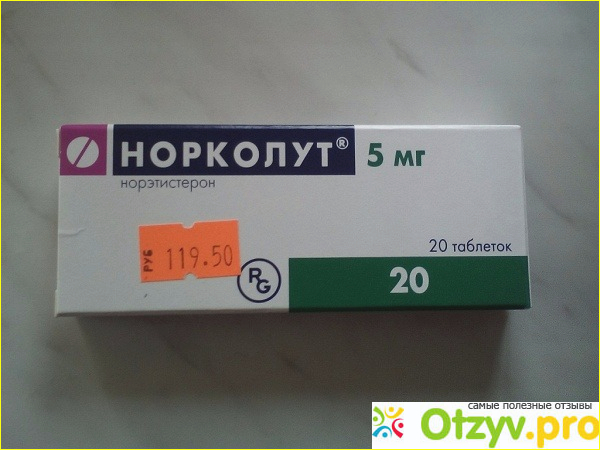 НОРКОЛУТ® 5 мг
норэтистерон
РУБ 119.50
20 таблеток
RG
20
самые полезные отзывы
Otzyv.pro